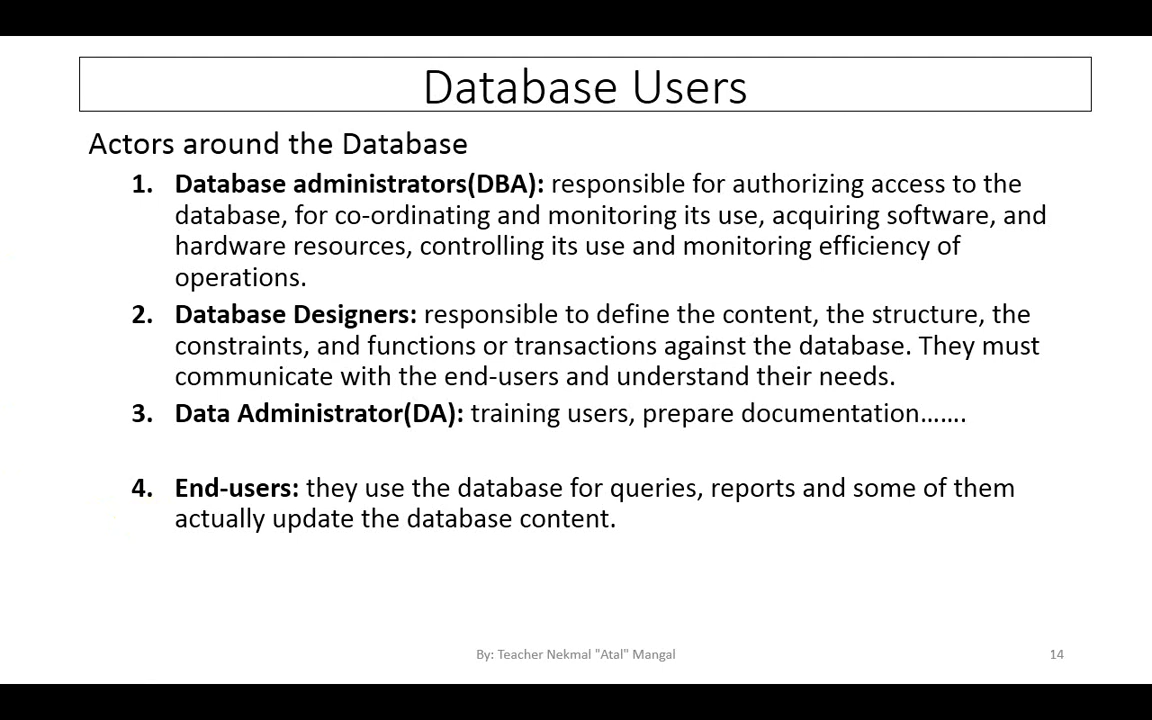 Database Users
Actors around the Database
1. Database administrators(DBA): responsible for authorizing access to the
database, for co-ordinating and monitoring its use, acquiring software, and
hardware resources, controlling its use and monitoring efficiency of
operations.
2. Database Designers: responsible to define the content, the structure, the
constraints, and functions or transactions against the database. They must
communicate with the end-users and understand their needs.
3. Data Administrator(DA): training users, prepare documentation.......
4. End-users: they use the database for queries, reports and some of them
actually update the database content.
By: Teacher Nekmal "Atal" Mangal
14